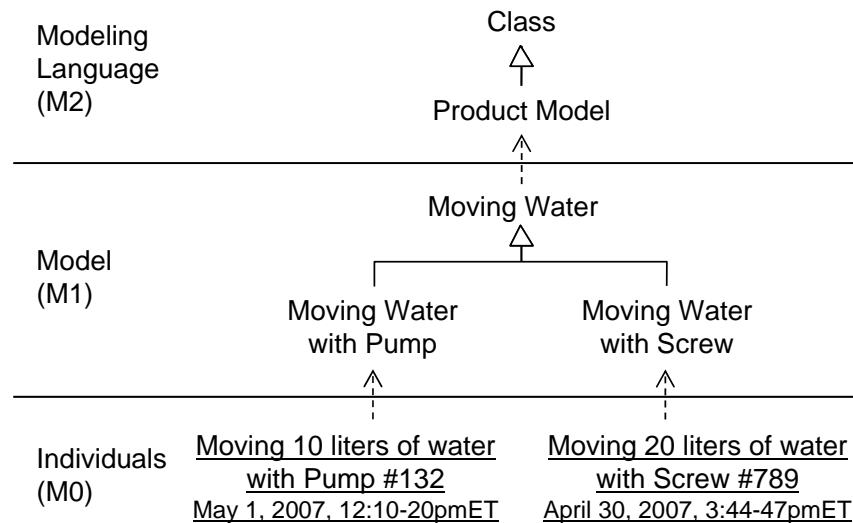 Modeling
Language
(M2)
Class
Product Model
Model
(M1)
Moving Water
Moving Water
with Pump
Moving Water
with Screw
Individuals
(M0)
Moving 10 liters of water
with Pump #132
May 1, 2007, 12:10-20pmET
Moving 20 liters of water
with Screw #789
April 30, 2007, 3:44-47pmET